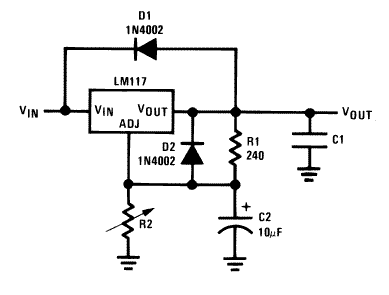 D1
1N4002
LM117
VIN
VIN
VOUT
ADJ
VOUT
D2
1N4002
R1
240
C1
R2
+
C2
10μF